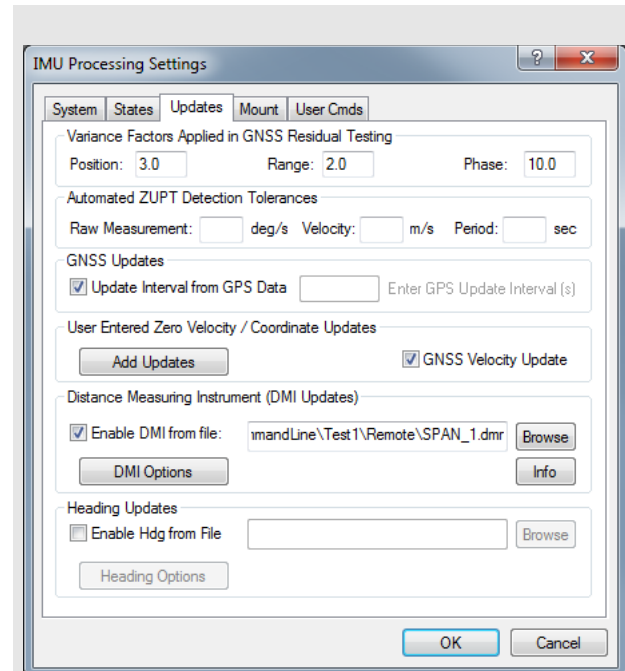 IMU Processing Settings
System States Updates Mount User Cmds
Variance Factors Applied in GNSS Residual Testing
Position: 3.0 Range: 2.0 Phase: 10.0
Automated ZUPT Detection Tolerances
Raw Measurement: deg/s Velocity: m/s Period: sec
GNSS Updates
Update Interval from GPS Data Enter GPS Update Interval (s)
User Entered Zero Velocity / Coordinate Updates
Add Updates GNSS Velocity Update
Distance Measuring Instrument (DMI Updates)
Enable DMI from file: mandLine\Test1\Remote\SPAN_1.dmr Browse
DMI Options Info
Heading Updates
Enable Hdg from File Browse
Heading Options
OK Cancel